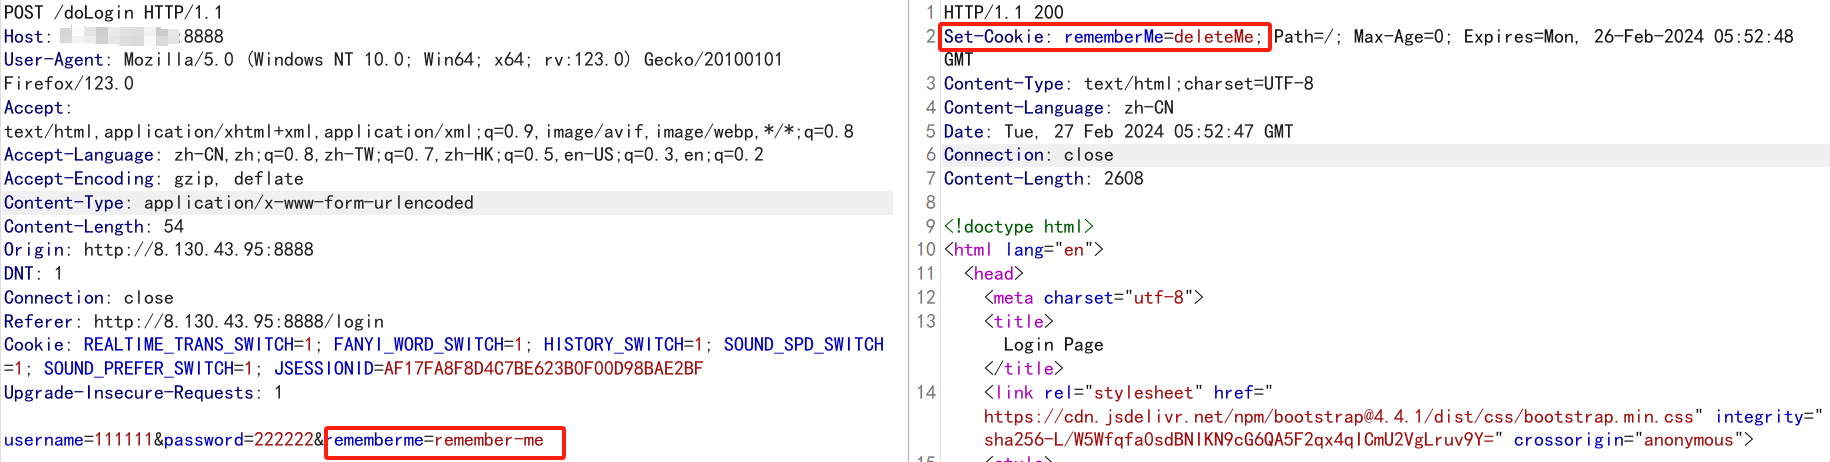 POST /doLogin HTTP/1.1
Host: :8888
User-Agent: Mozilla/5.0 (Windows NT 10.0; Win64; x64; rv:123.0) Gecko/20100101
Firefox/123.0
Accept:
text/html,application/xhtml+xml,application/xml;q=0.9,image/avif,image/webp,*/*;q=0.8
Accept-Language: zh-CN,zh;q=0.8,zh-TW;q=0.7,zh-HK;q=0.5,en-US;q=0.3,en;q=0.2
Accept-Encoding: gzip, deflate
Content-Type: application/x-www-form-urlencoded
Content-Length: 54
Origin: http://8.130.43.95:8888
DNT: 1
Connection: close
Referer: http://8.130.43.95:8888/login
Cookie: REALTIME_TRANS_SWITCH=1; FANYI_WORD_SWITCH=1; HISTORY_SWITCH=1; SOUND_SPD_SWITCH
=1; SOUND_PREFER_SWITCH=1; JSESSIONID=AF17FA8F8D4C7BE623B0F00D98BAE2BF
Upgrade-Insecure-Requests: 1
username=111111&password=222222&rememberme=remember-me
1 HTTP/1.1 200
2 Set-Cookie: rememberMe=deleteMe; Path=/; Max-Age=0; Expires=Mon, 26-Feb-2024 05:52:48
GMT
3 Content-Type: text/html;charset=UTF-8
4 Content-Language: zh-CN
5 Date: Tue, 27 Feb 2024 05:52:47 GMT
6 Connection: close
7 Content-Length: 2608
8
9 <!doctype html>
10 <html lang="en">
11 <head>
12 <meta charset="utf-8">
13 <title>
Login Page
</title>
14 <link rel="stylesheet" href="
https://cdn.jsdelivr.net/npm/bootstrap@4.4.1/dist/css/bootstrap.min.css" integrity="
sha256-L/W5Wfqfa0sdBNIKN9cG6QA5F2qx4qICmU2VgLruv9Y=" crossorigin="anonymous">
15 <style>